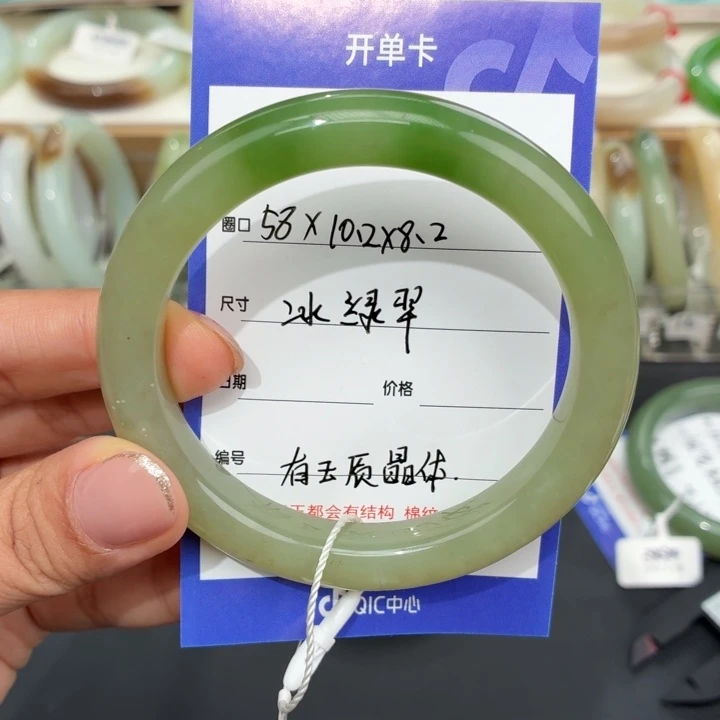 开单卡
圈口 58×10.2×8.2
尺寸 冰绿翠
日期 价格
编号 有玉质晶体.
都会有结构 棉纹
QIC中心